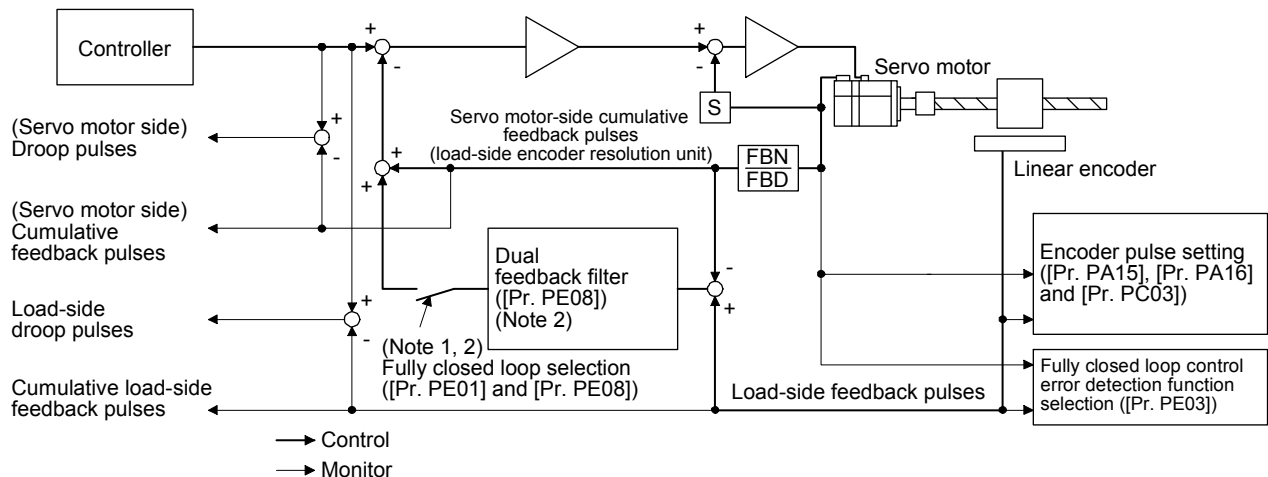 Controller
+
-
+
-
S
Servo motor
(Servo motor side)
Droop pulses
+
-
Servo motor-side cumulative
feedback pulses
(load-side encoder resolution unit)
+
+
FBN
FBD
Linear encoder
(Servo motor side)
Cumulative
feedback pulses
Dual
feedback filter
([Pr. PE08])
(Note 2)
-
+
Encoder pulse setting
([Pr. PA15], [Pr. PA16]
and [Pr. PC03])
Load-side
droop pulses
+
-
(Note 1, 2)
Fully closed loop selection
([Pr. PE01] and [Pr. PE08])
Fully closed loop control
error detection function
selection ([Pr. PE03])
Cumulative load-side
feedback pulses
Load-side feedback pulses
Control
Monitor